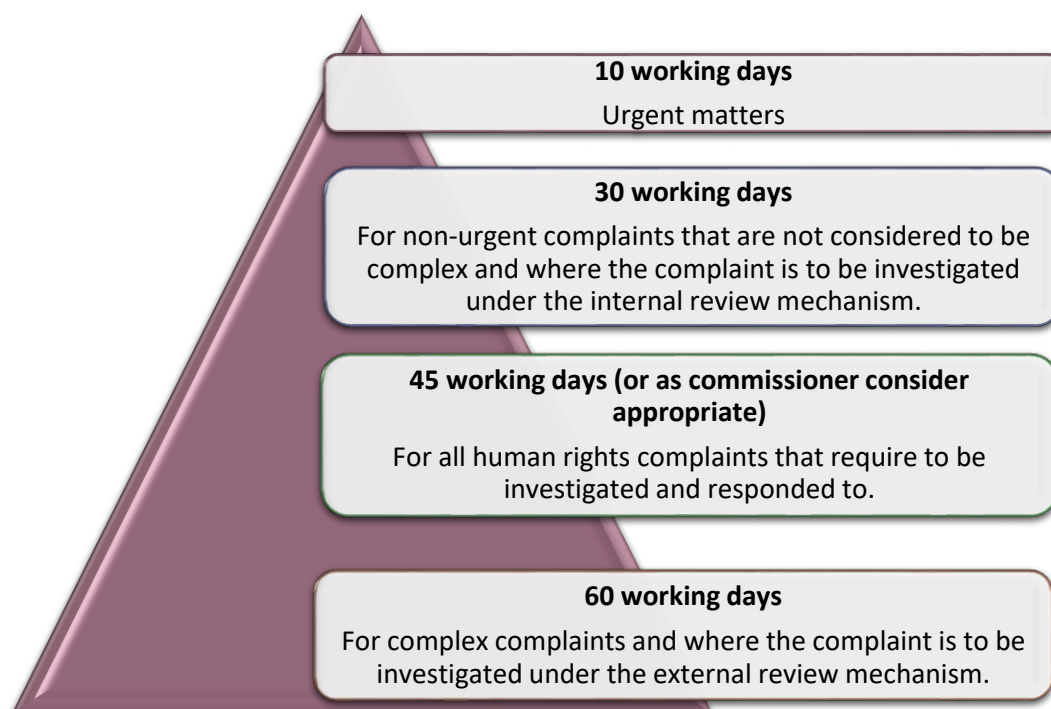 10 working days
Urgent matters
30 working days
For non-urgent complaints that are not considered to be
complex and where the complaint is to be investigated
under the internal review mechanism.
45 working days (or as commissioner consider
appropriate)
For all human rights complaints that require to be
investigated and responded to.
60 working days
For complex complaints and where the complaint is to be
investigated under the external review mechanism.